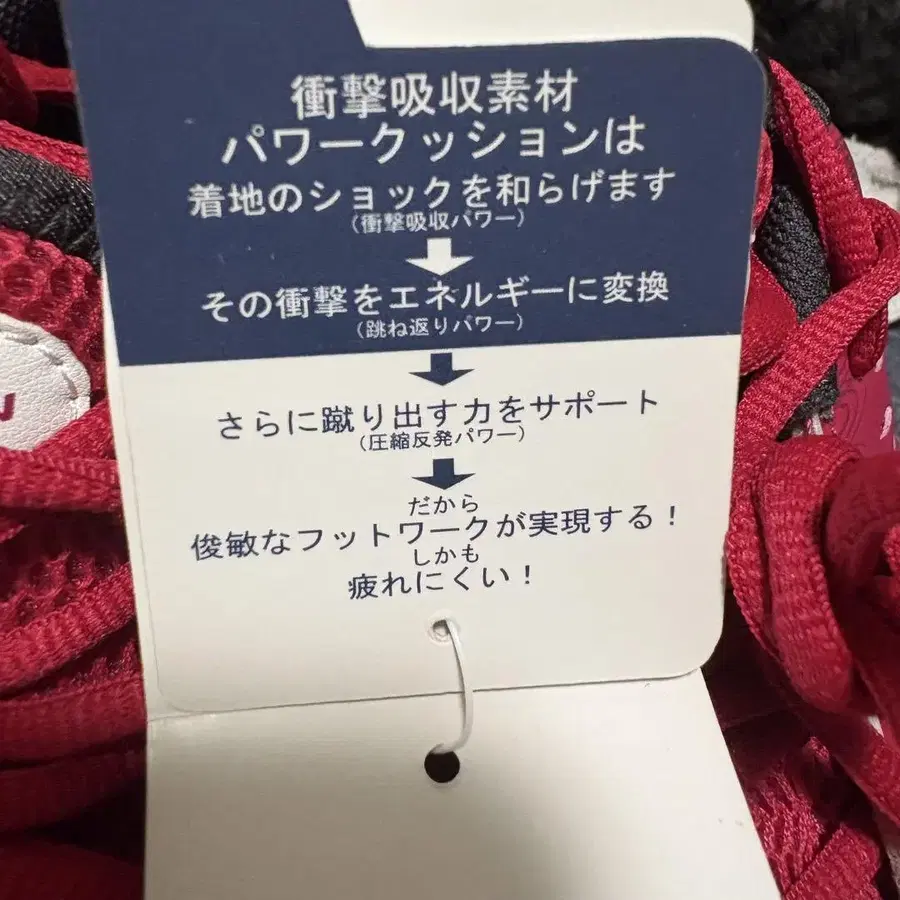 衝撃吸収素材
パワークッションは
着地のショックを和らげます
（衝撃吸収パワー）
その衝撃をエネルギーに変換
（跳ね返りパワー）
さらに蹴り出す力をサポート
（圧縮反発パワー）
だから
俊敏なフットワークが実現する！
しかも
疲れにくい！